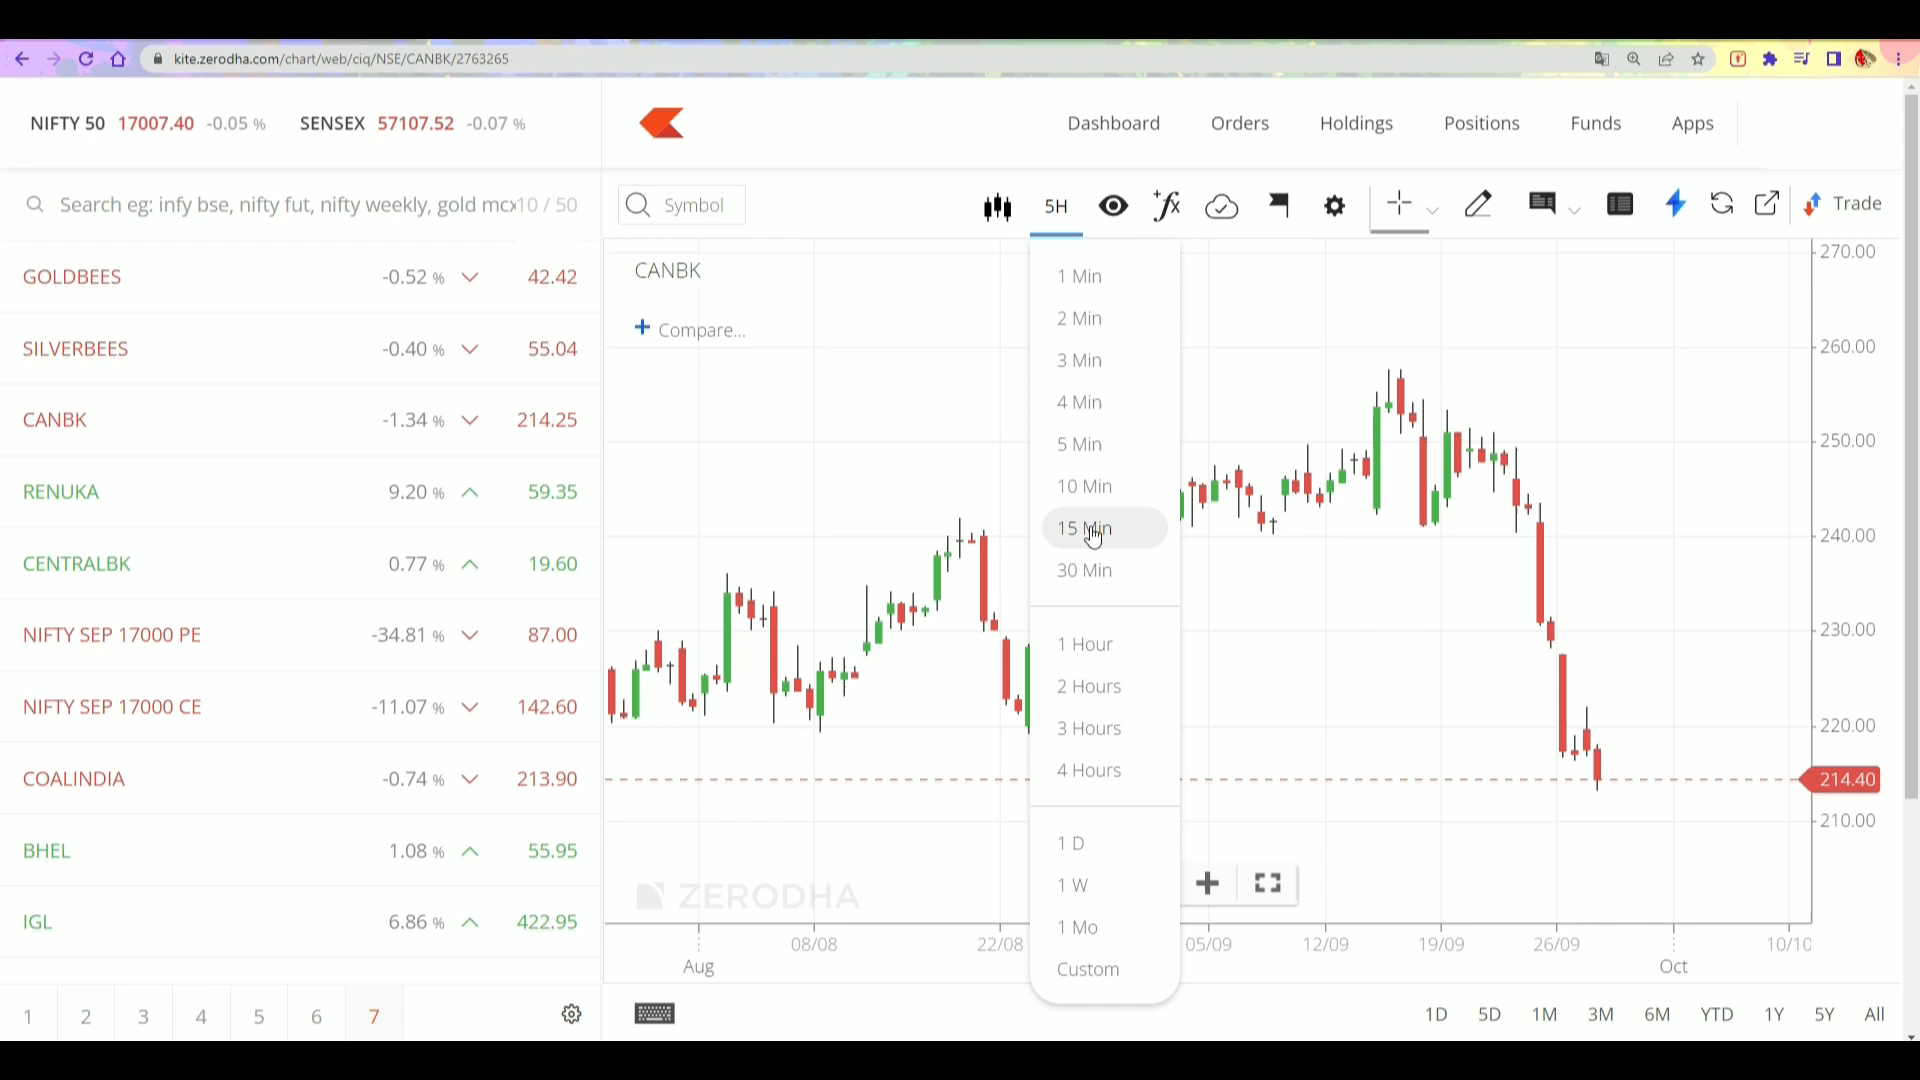 kite.zerodha.com/chart/web/ciq/NSE/CANBK/2763265
NIFTY 50 17007.40 -0.05 % SENSEX 57107.52 -0.07 %
Dashboard Orders Holdings Positions Funds Apps
Search eg: infy bse, nifty fut, nifty weekly, gold mcx 10 / 50
Symbol 5H Trade
GOLDBEES -0.52 % 42.42
SILVERBEES -0.40 % 55.04
CANBK -1.34 % 214.25
RENUKA 9.20 % 59.35
CENTRALBK 0.77 % 19.60
NIFTY SEP 17000 PE -34.81 % 87.00
NIFTY SEP 17000 CE -11.07 % 142.60
COALINDIA -0.74 % 213.90
BHEL 1.08 % 55.95
IGL 6.86 % 422.95
1 2 3 4 5 6 7
CANBK
+ Compare...
1 Min
2 Min
3 Min
4 Min
5 Min
10 Min
15 Min
30 Min
1 Hour
2 Hours
3 Hours
4 Hours
1 D
1 W
1 Mo
Custom
270.00
260.00
250.00
240.00
230.00
220.00
214.40
210.00
ZERODHA
08/08 22/08 05/09 12/09 19/09 26/09 10/10
Aug Oct
1D 5D 1M 3M 6M YTD 1Y 5Y All